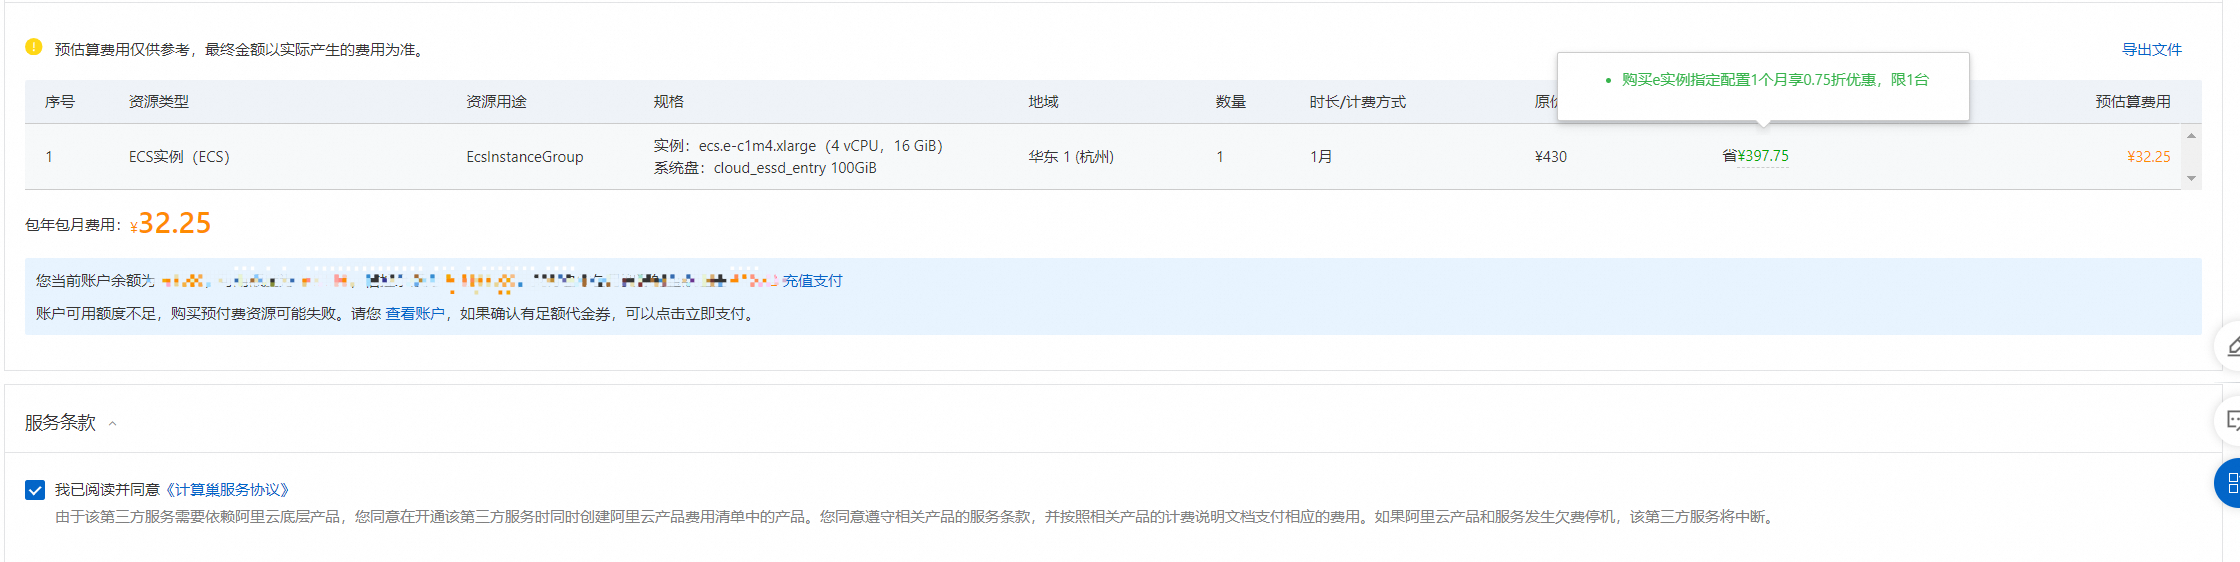 预估算费用仅供参考，最终金额以实际产生的费用为准。
导出文件
购买e实例指定配置1个月享0.75折优惠，限1台
序号 资源类型 资源用途 规格 地域 数量 时长/计费方式 原价 预估算费用
1 ECS实例（ECS） EcsInstanceGroup 实例：ecs.e-c1m4.xlarge（4 vCPU，16 GiB） 华东 1 (杭州) 1 1月 ¥430 省¥397.75 ¥32.25
系统盘：cloud_essd_entry 100GiB
包年包月费用：¥32.25
您当前账户余额为 充值支付
账户可用额度不足，购买预付费资源可能失败。请您 查看账户，如果确认有足额代金券，可以点击立即支付。
服务条款
我已阅读并同意《计算巢服务协议》
由于该第三方服务需要依赖阿里云底层产品，您同意在开通该第三方服务时同时创建阿里云产品费用清单中的产品。您同意遵守相关产品的服务条款，并按照相关产品的计费说明文档支付相应的费用。如果阿里云产品和服务发生欠费停机，该第三方服务将中断。